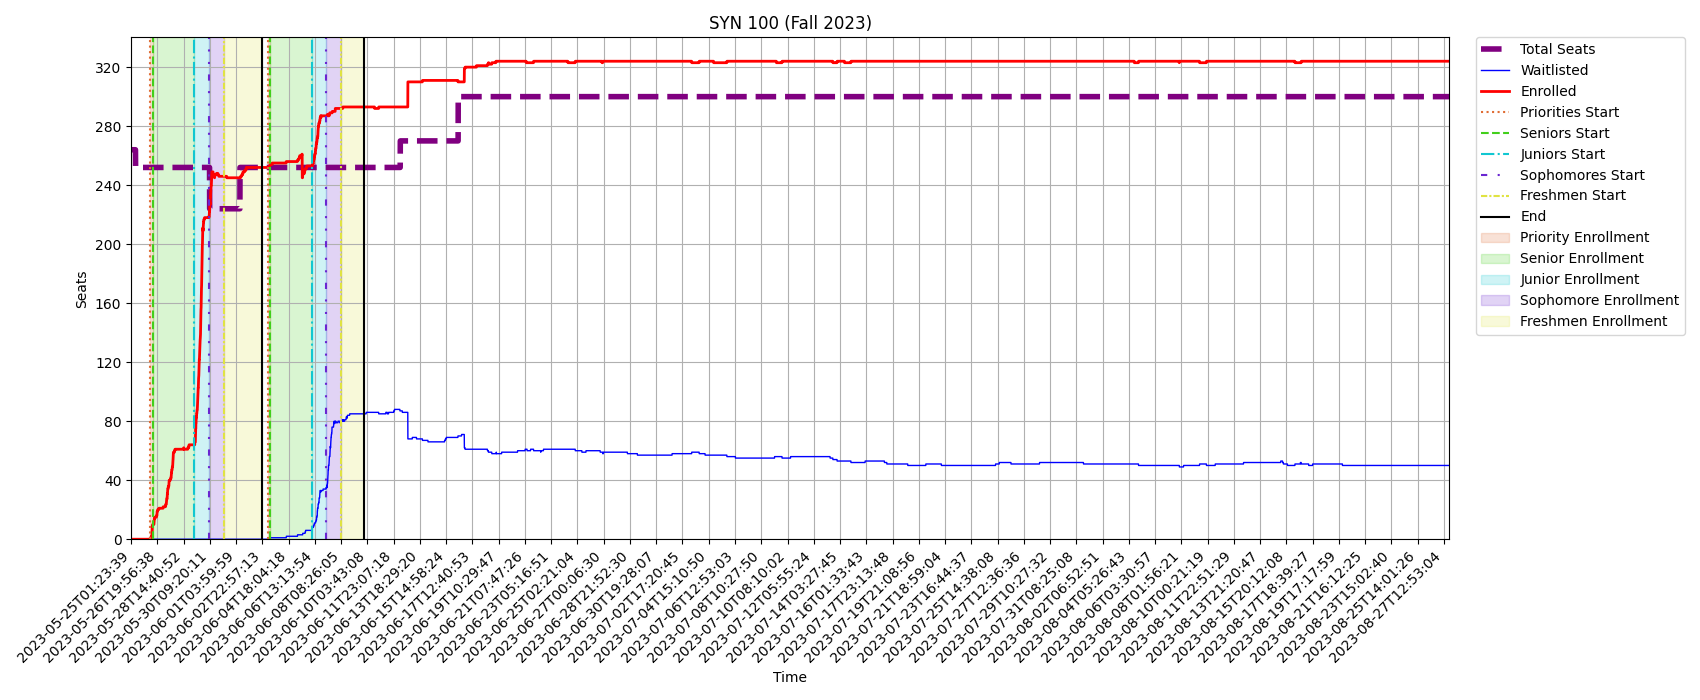 SYN 100 (Fall 2023)
Seats
320
280
240
200
160
120
80
40
0
2023-05-25T01:23:39
2023-05-26T19:56:38
2023-05-28T14:40:52
2023-05-30T09:20:11
2023-06-01T03:59:59
2023-06-02T22:57:13
2023-06-04T18:04:18
2023-06-06T13:13:54
2023-06-08T08:26:05
2023-06-10T03:43:08
2023-06-11T23:07:18
2023-06-13T18:29:20
2023-06-15T14:58:24
2023-06-17T12:40:53
2023-06-19T10:29:47
2023-06-21T07:47:26
2023-06-23T05:16:51
2023-06-25T02:21:04
2023-06-27T00:06:30
2023-06-28T21:52:30
2023-06-30T19:28:07
2023-07-02T17:20:45
2023-07-04T15:10:50
2023-07-06T12:53:03
2023-07-08T10:27:50
2023-07-10T08:10:02
2023-07-12T05:55:24
2023-07-14T03:27:45
2023-07-16T01:33:43
2023-07-17T23:13:48
2023-07-19T21:08:56
2023-07-21T18:59:04
2023-07-23T16:44:37
2023-07-25T14:38:08
2023-07-27T12:36:36
2023-07-29T10:27:32
2023-07-31T08:25:08
2023-08-02T06:52:51
2023-08-04T05:26:43
2023-08-06T03:30:57
2023-08-08T01:56:21
2023-08-10T00:21:19
2023-08-11T22:51:29
2023-08-13T21:20:47
2023-08-15T20:12:08
2023-08-17T18:39:27
2023-08-19T17:17:59
2023-08-21T16:12:25
2023-08-23T15:02:40
2023-08-25T14:01:26
2023-08-27T12:53:04
Time
Total Seats
Waitlisted
Enrolled
Priorities Start
Seniors Start
Juniors Start
Sophomores Start
Freshmen Start
End
Priority Enrollment
Senior Enrollment
Junior Enrollment
Sophomore Enrollment
Freshmen Enrollment